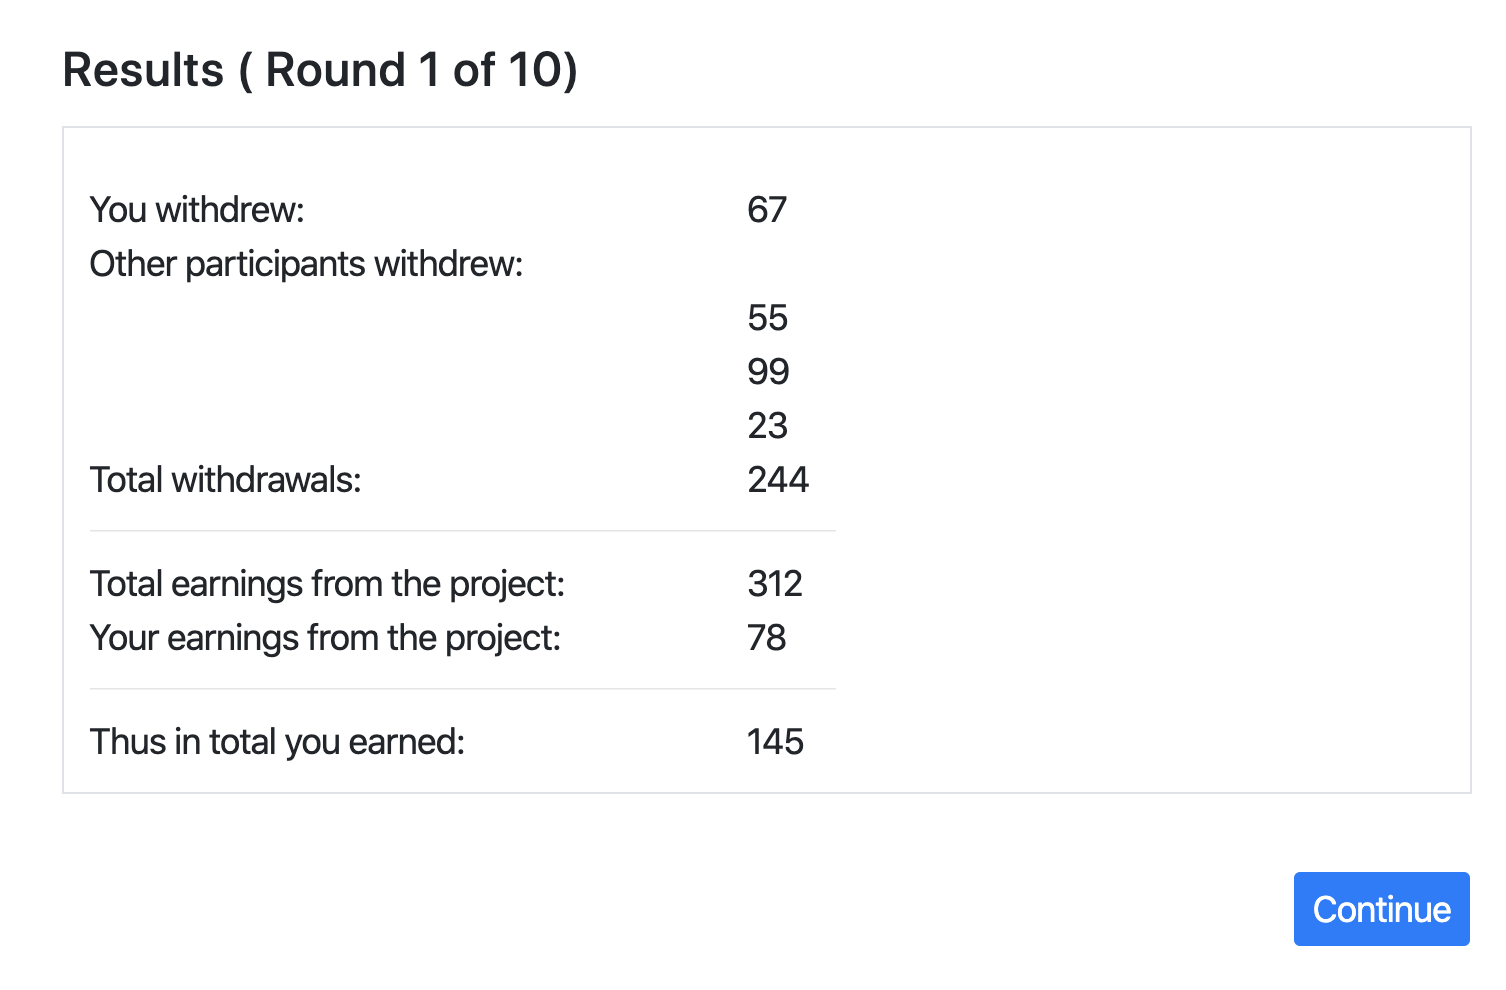 Results ( Round 1 of 10)
You withdrew: 67
Other participants withdrew:
55
99
23
Total withdrawals: 244
Total earnings from the project: 312
Your earnings from the project: 78
Thus in total you earned: 145
Continue